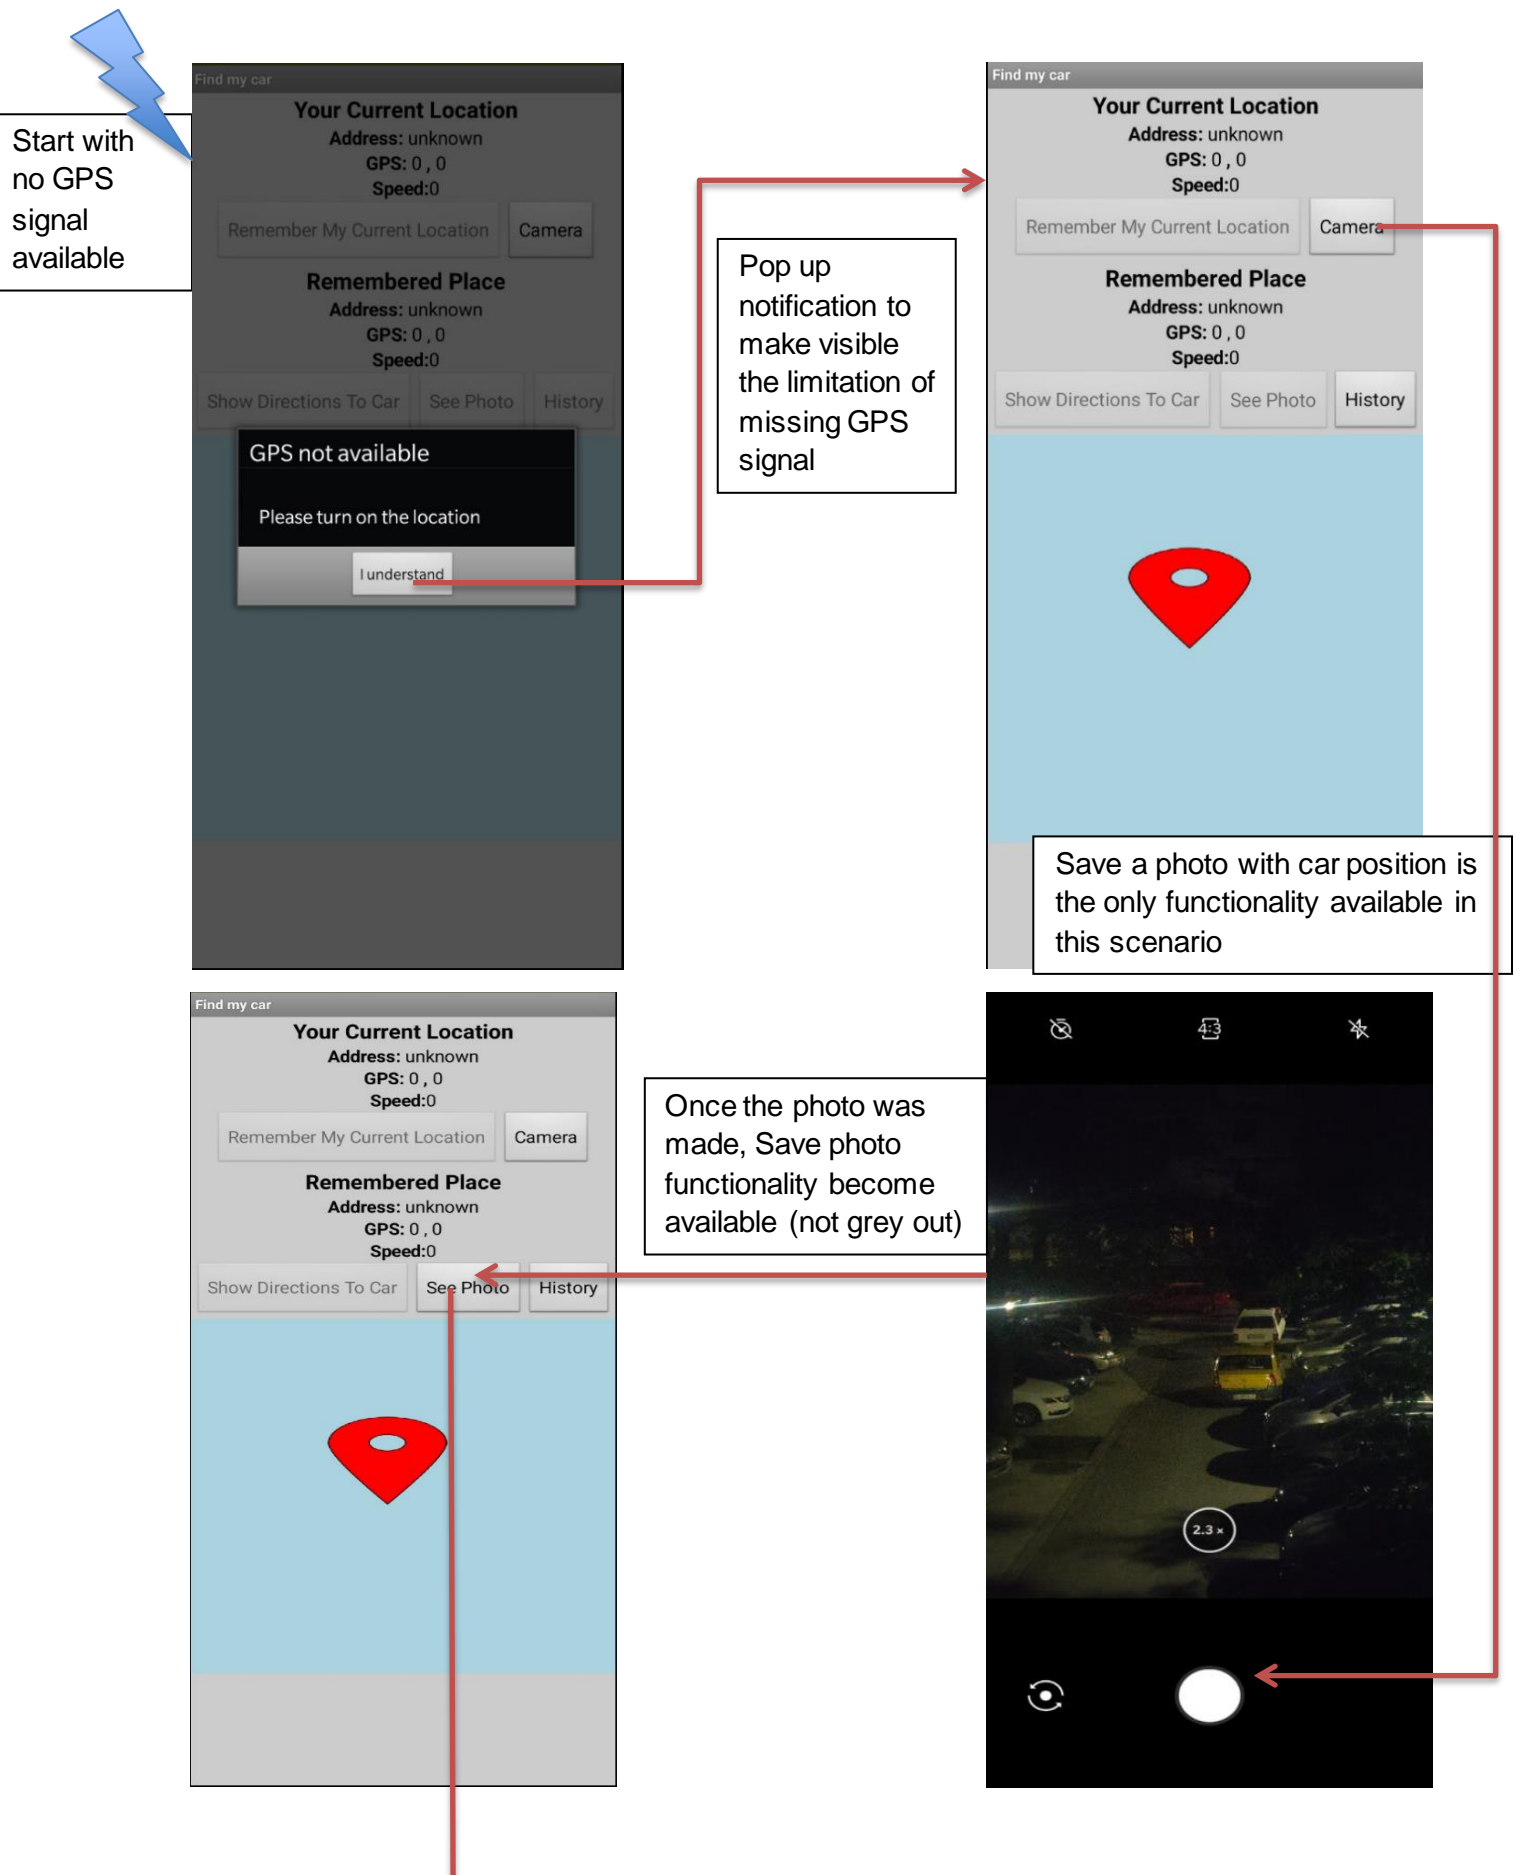 Start with
no GPS
signal
available
Find my car
Your Current Location
Address: unknown
GPS: 0 , 0
Speed:0
Remember My Current Location
Camera
Remembered Place
Address: unknown
GPS: 0 , 0
Speed:0
Show Directions To Car
See Photo
History
GPS not available
Please turn on the location
I understand
Pop up
notification to
make visible
the limitation of
missing GPS
signal
Find my car
Your Current Location
Address: unknown
GPS: 0 , 0
Speed:0
Remember My Current Location
Camera
Remembered Place
Address: unknown
GPS: 0 , 0
Speed:0
Show Directions To Car
See Photo
History
Save a photo with car position is
the only functionality available in
this scenario
Find my car
Your Current Location
Address: unknown
GPS: 0 , 0
Speed:0
Remember My Current Location
Camera
Remembered Place
Address: unknown
GPS: 0 , 0
Speed:0
Show Directions To Car
See Photo
History
Once the photo was
made, Save photo
functionality become
available (not grey out)
4:3
2.3 ×